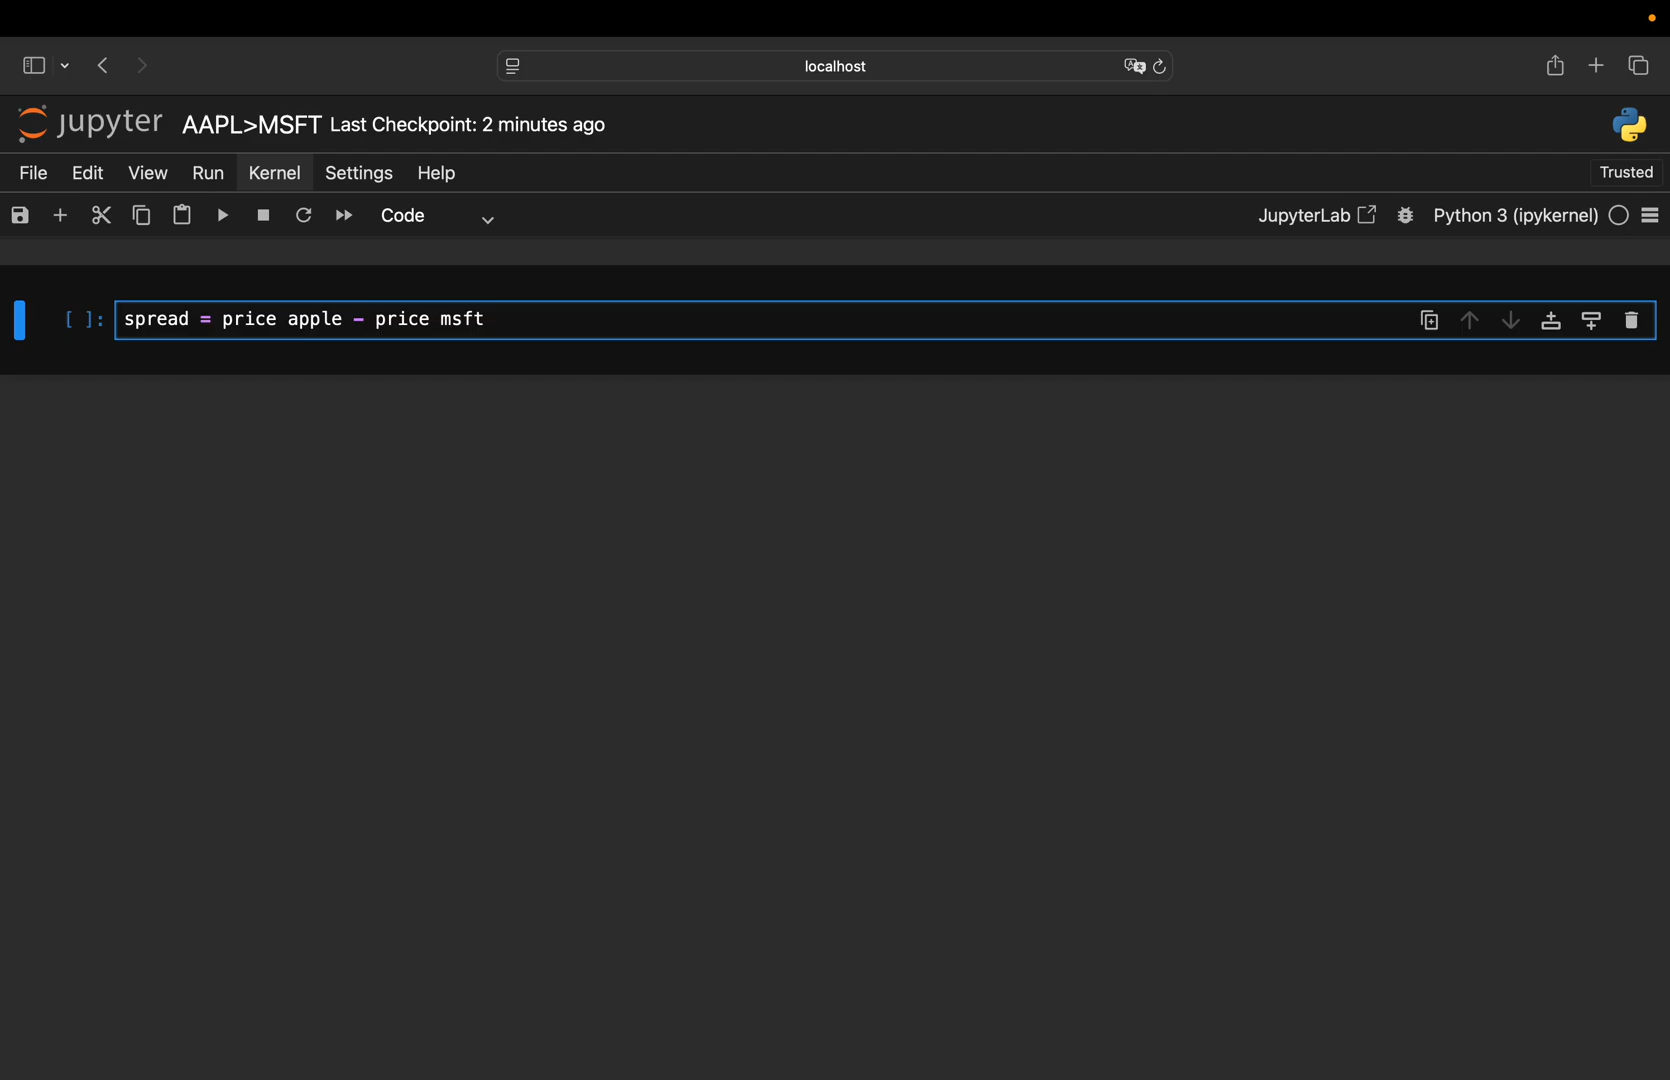 localhost
jupyter AAPL>MSFT Last Checkpoint: 2 minutes ago
File Edit View Run Kernel Settings Help Trusted
Code JupyterLab Python 3 (ipykernel)
[ ]: spread = price apple - price msft